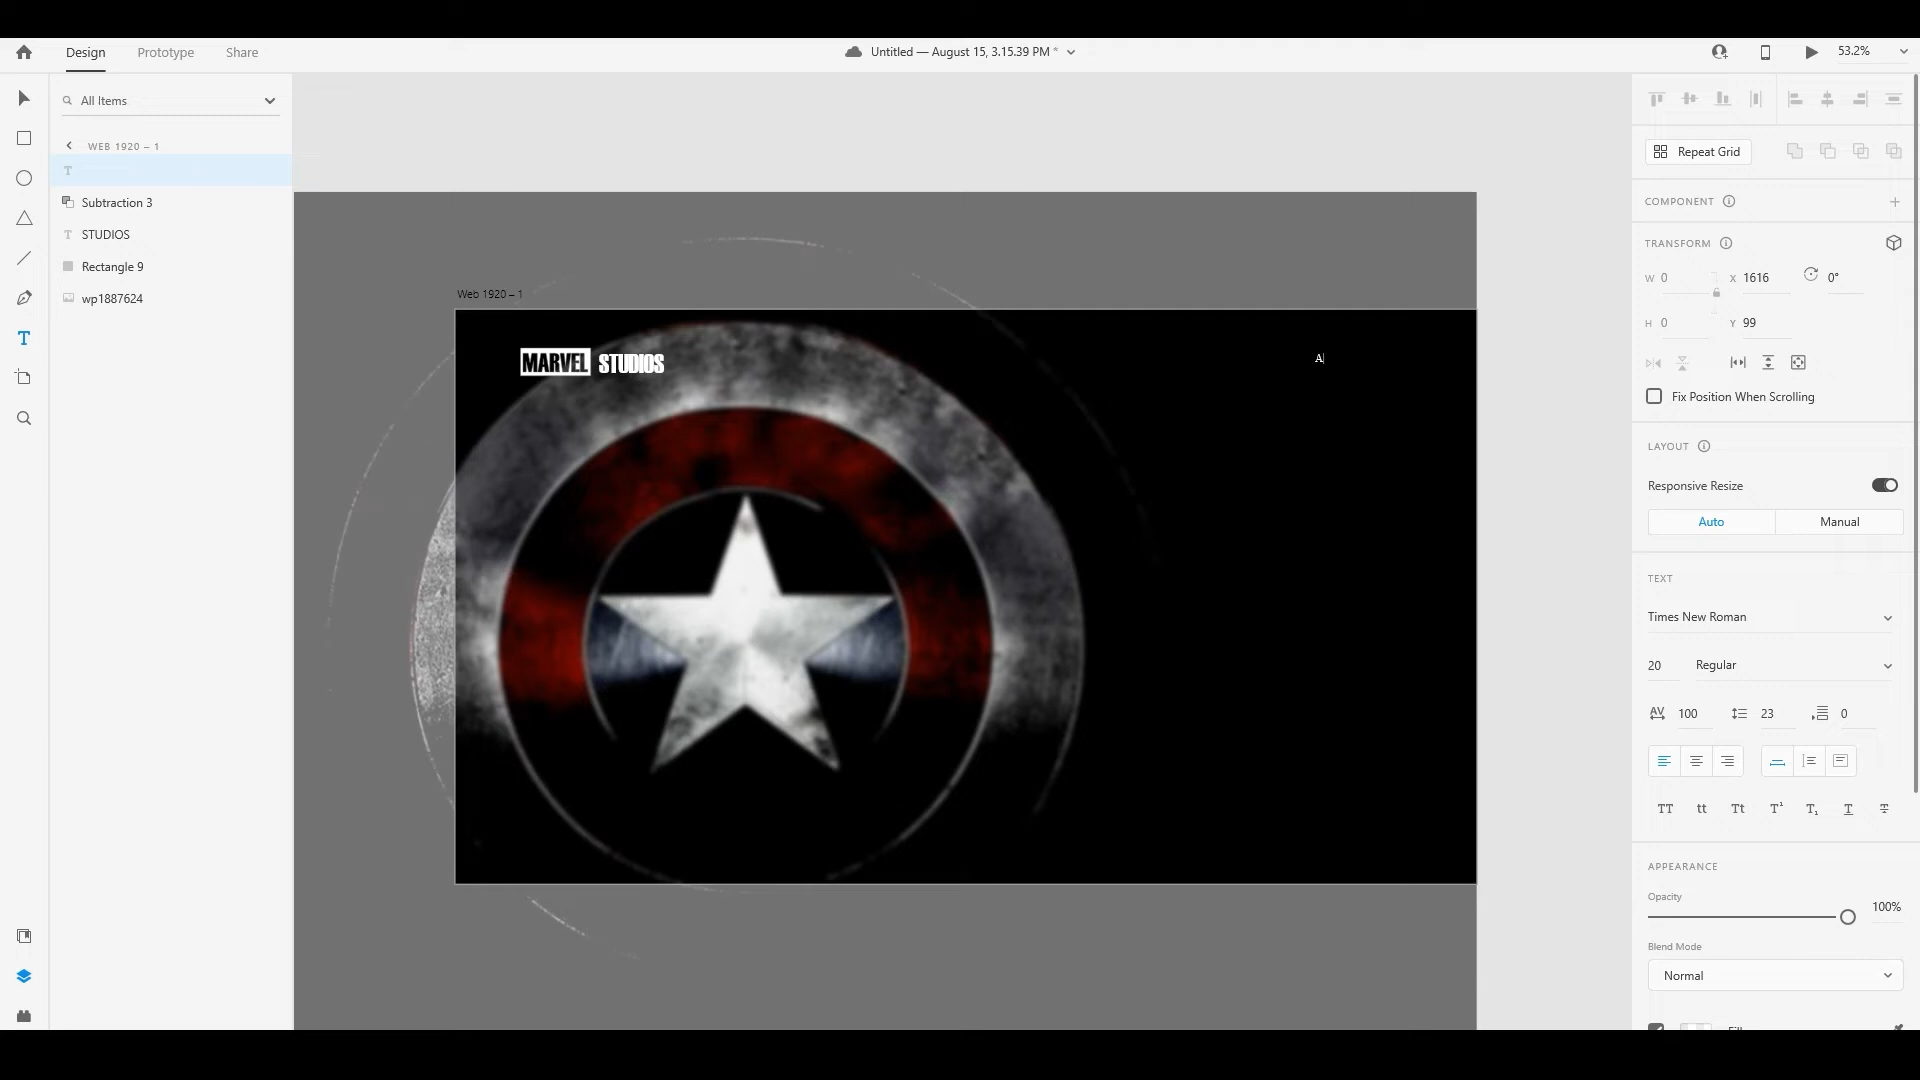 Design
Prototype
Share
Untitled — August 15, 3.15.39 PM *
53.2%
All Items
WEB 1920 – 1
Subtraction 3
STUDIOS
Rectangle 9
wp1887624
Web 1920 – 1
MARVEL STUDIOS
A
Repeat Grid
COMPONENT
TRANSFORM
W 0 X 1616 0°
H 0 Y 99
Fix Position When Scrolling
LAYOUT
Responsive Resize
Auto Manual
TEXT
Times New Roman
20 Regular
AV 100 23 0
TT tt Tt T¹ T₁ T T
APPEARANCE
Opacity
100%
Blend Mode
Normal